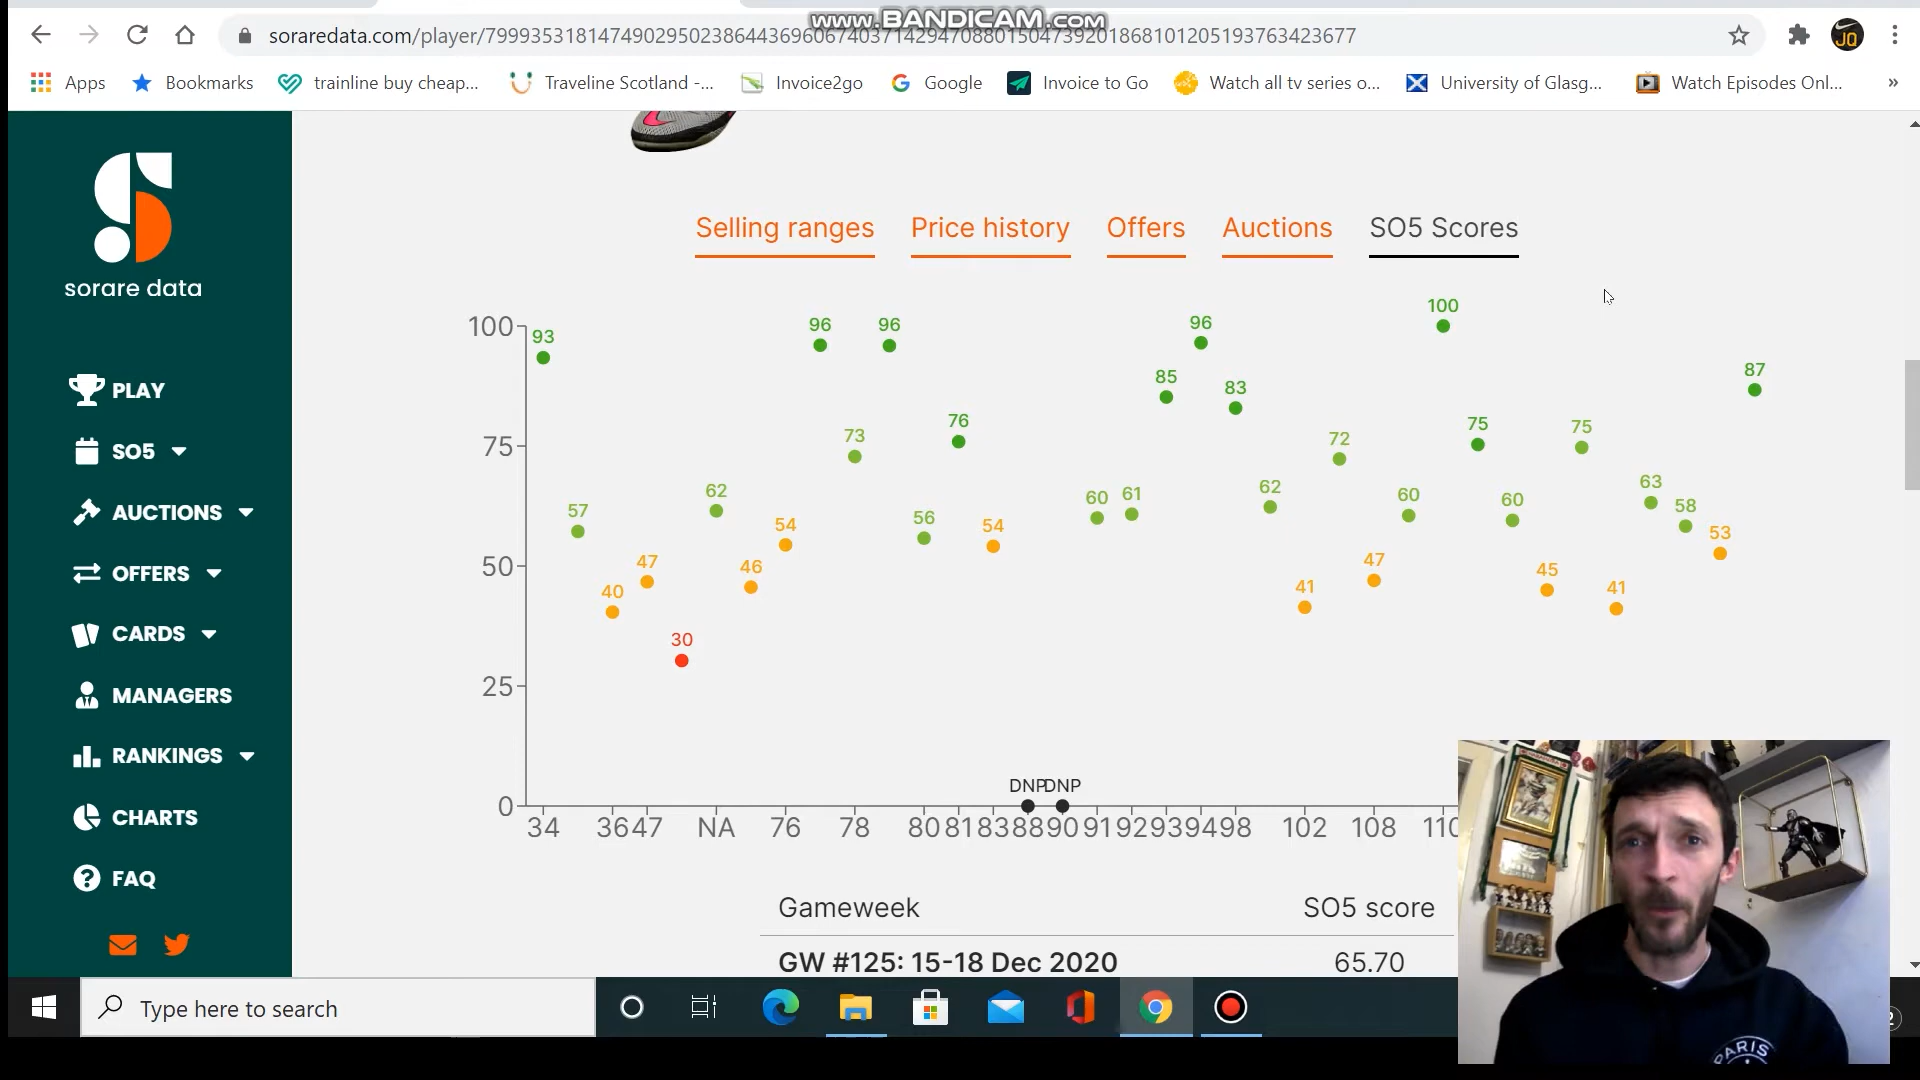 www.BANDICAM.com
soraredata.com/player/79993531814749029502386443696067403714294708801504739201868101205193763423677
JQ
Apps Bookmarks trainline buy cheap... Traveline Scotland -... Invoice2go Google Invoice to Go Watch all tv series o... University of Glasg... Watch Episodes Onl... »
sorare data
PLAY
SO5
AUCTIONS
OFFERS
CARDS
MANAGERS
RANKINGS
CHARTS
FAQ
Selling ranges Price history Offers Auctions SO5 Scores
100
75
50
25
0
93 57 40 47 30 62 46 54 96 73 96 56 76 54 DNP DNP 60 61 85 96 83 62 41 72 47 60 100 75 60 45 75 41 63 58 53 87
34 36 47 NA 76 78 80 81 83 88 90 91 92 93 94 98 102 108 110
Gameweek SO5 score
GW #125: 15-18 Dec 2020 65.70
Type here to search
PARIS